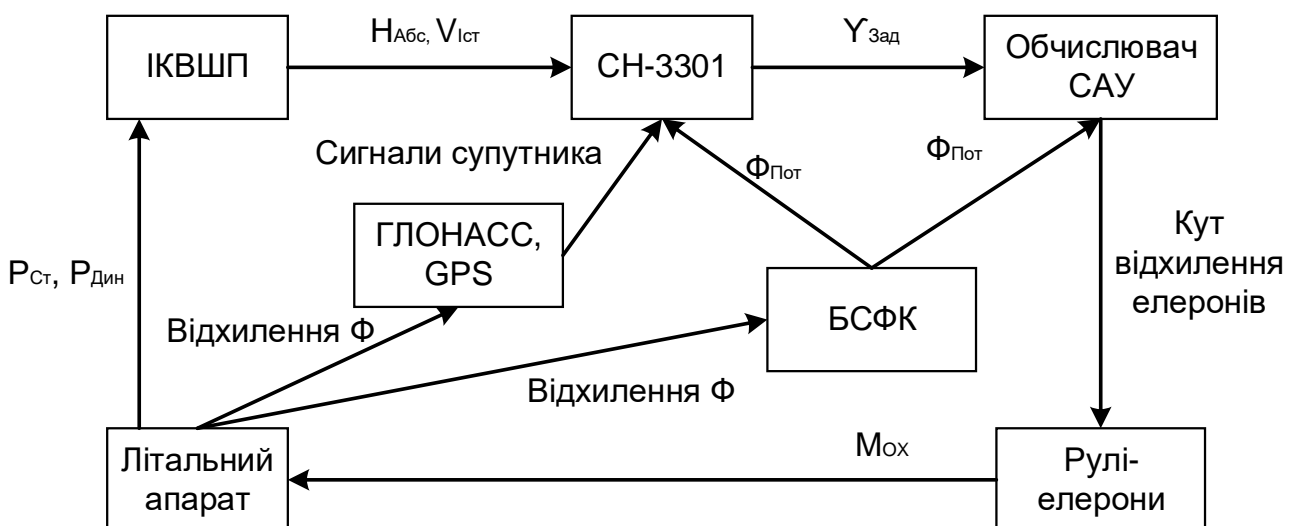 ІКВШП
HАбс, VІст
СН-3301
ϒЗад
Обчислювач
САУ
Сигнали супутника
ФПот
ФПот
ГЛОНАСС,
GPS
Кут
відхилення
елеронів
PСт, PДин
БСФК
Відхилення Ф
Відхилення Ф
Літальний
апарат
МОХ
Рулі-
елерони